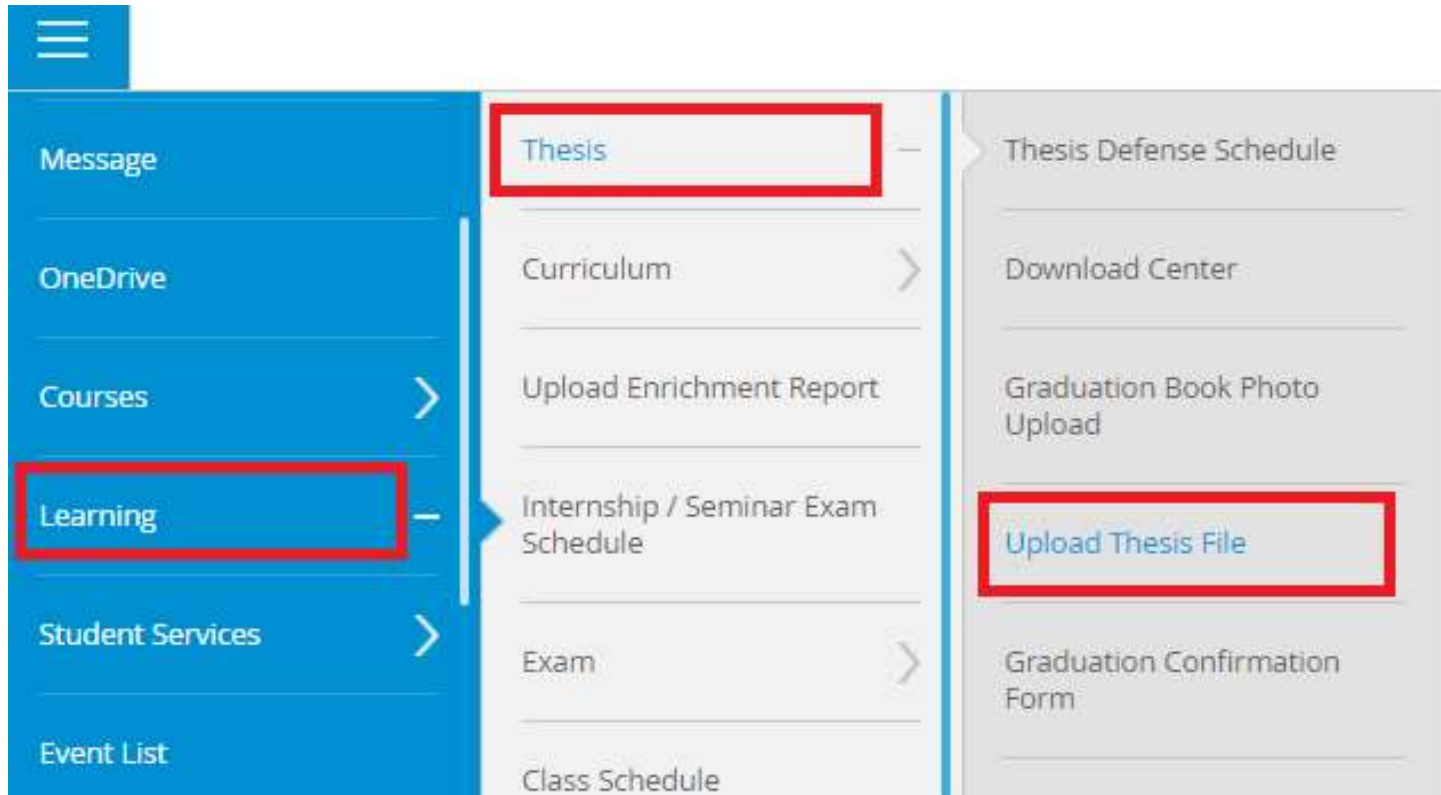 Message
OneDrive
Courses
Learning
Student Services
Event List
Thesis
Curriculum
Upload Enrichment Report
Internship / Seminar Exam
Schedule
Exam
Class Schedule
Thesis Defense Schedule
Download Center
Graduation Book Photo
Upload
Upload Thesis File
Graduation Confirmation
Form